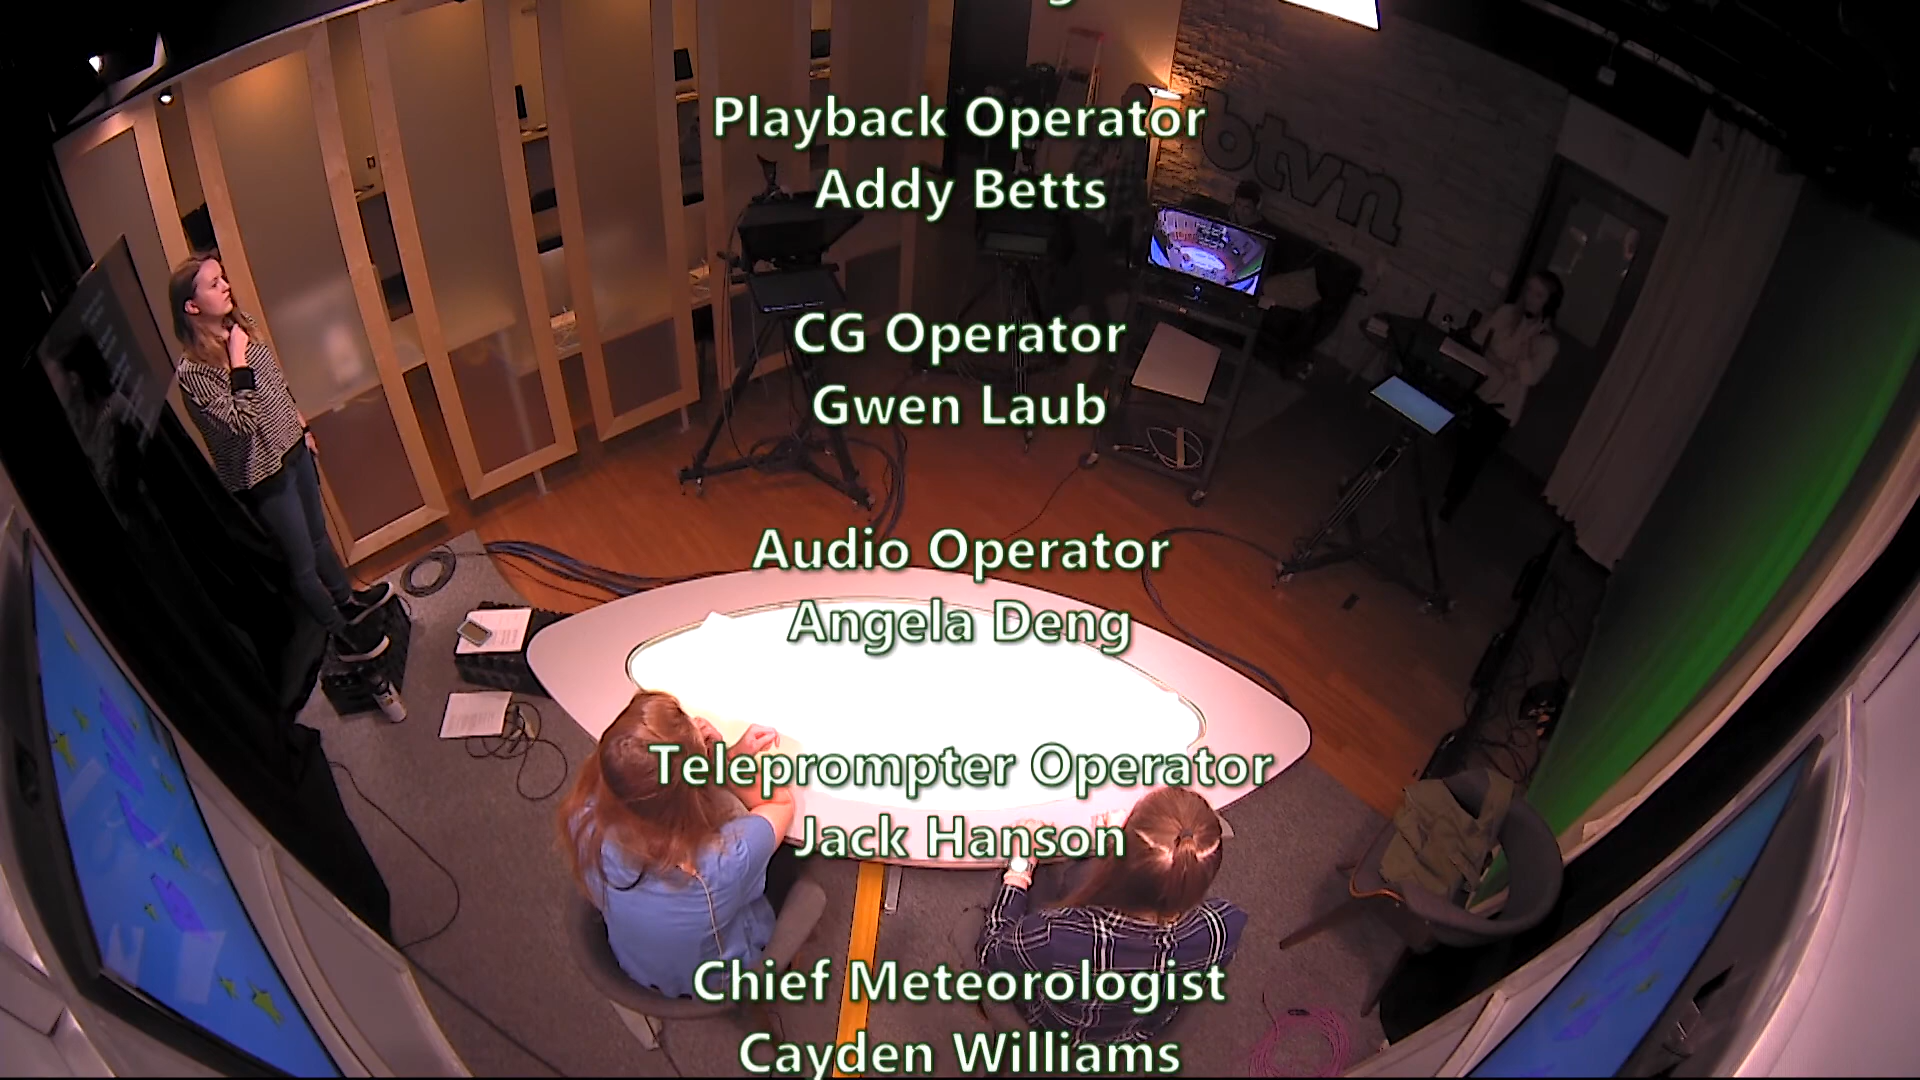 Playback Operator
Addy Betts
CG Operator
Gwen Laub
btvn
Audio Operator
Angela Deng
Teleprompter Operator
Jack Hanson
Chief Meteorologist
Cayden Williams